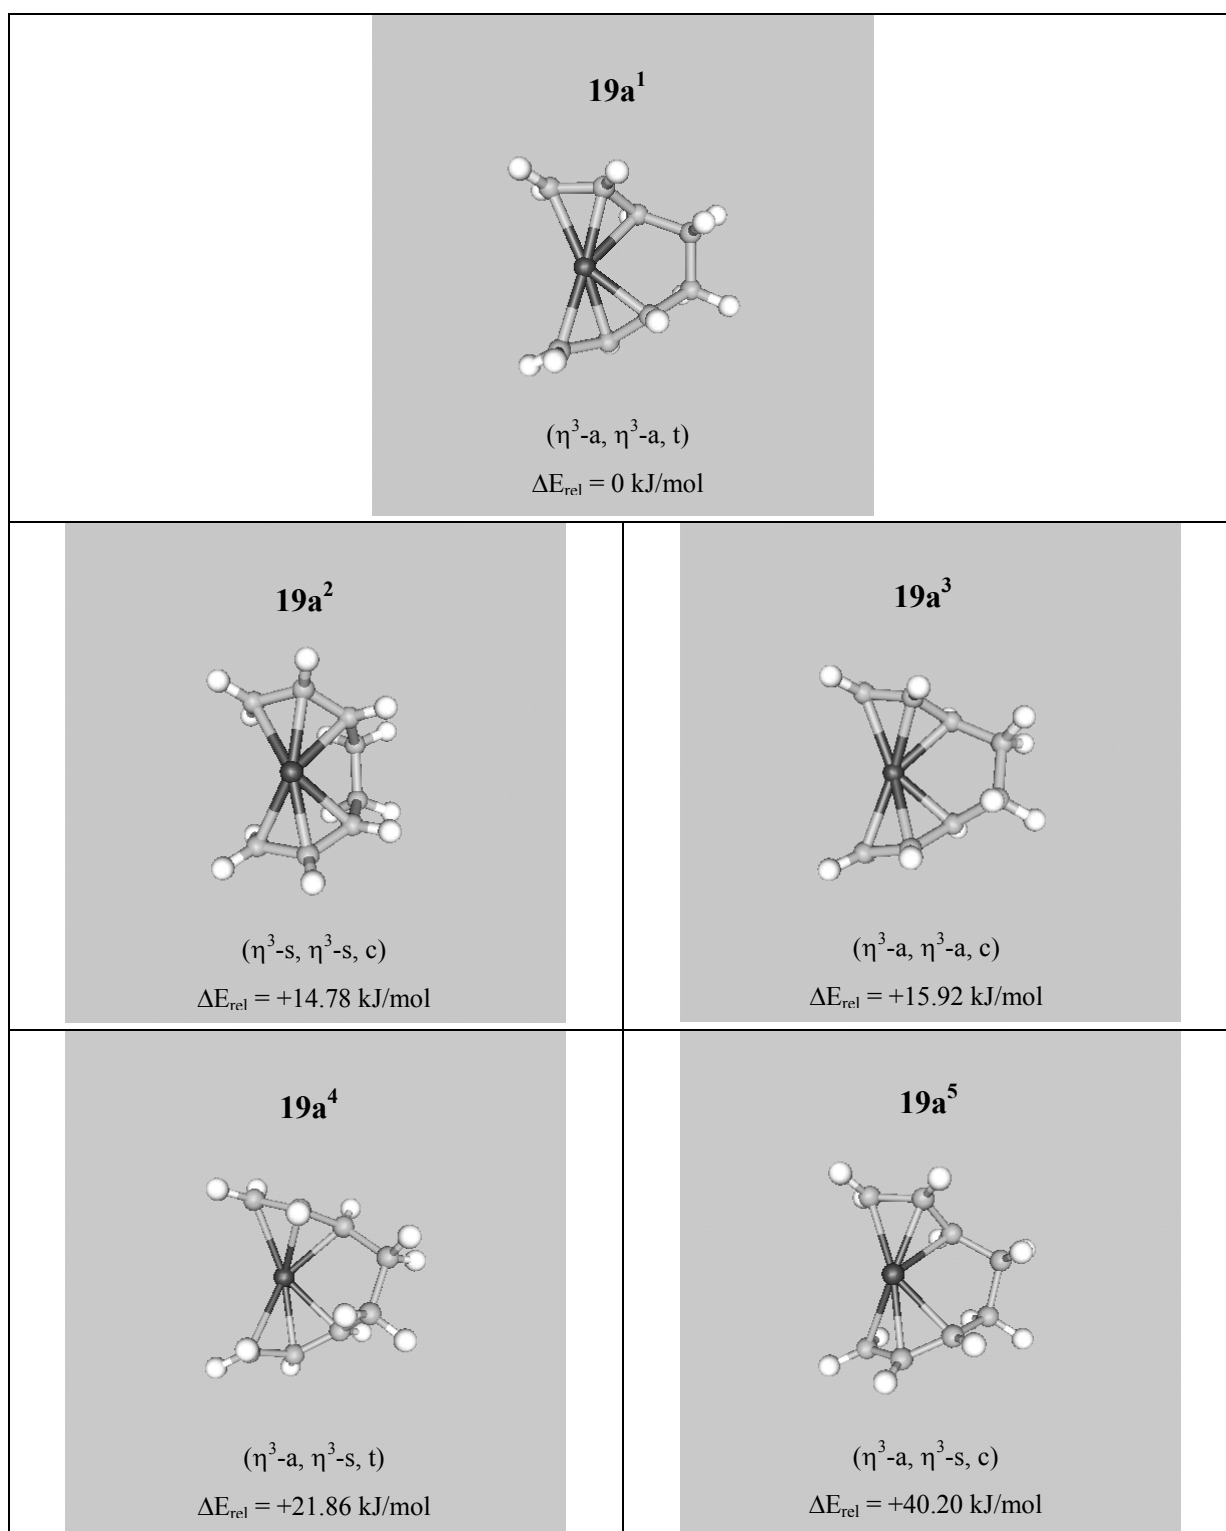 19a¹
(η³-a, η³-a, t)
ΔEᵣₑₗ = 0 kJ/mol
19a²
19a³
(η³-s, η³-s, c)
(η³-a, η³-a, c)
ΔEᵣₑₗ = +14.78 kJ/mol
ΔEᵣₑₗ = +15.92 kJ/mol
19a⁴
19a⁵
(η³-a, η³-s, t)
(η³-a, η³-s, c)
ΔEᵣₑₗ = +21.86 kJ/mol
ΔEᵣₑₗ = +40.20 kJ/mol